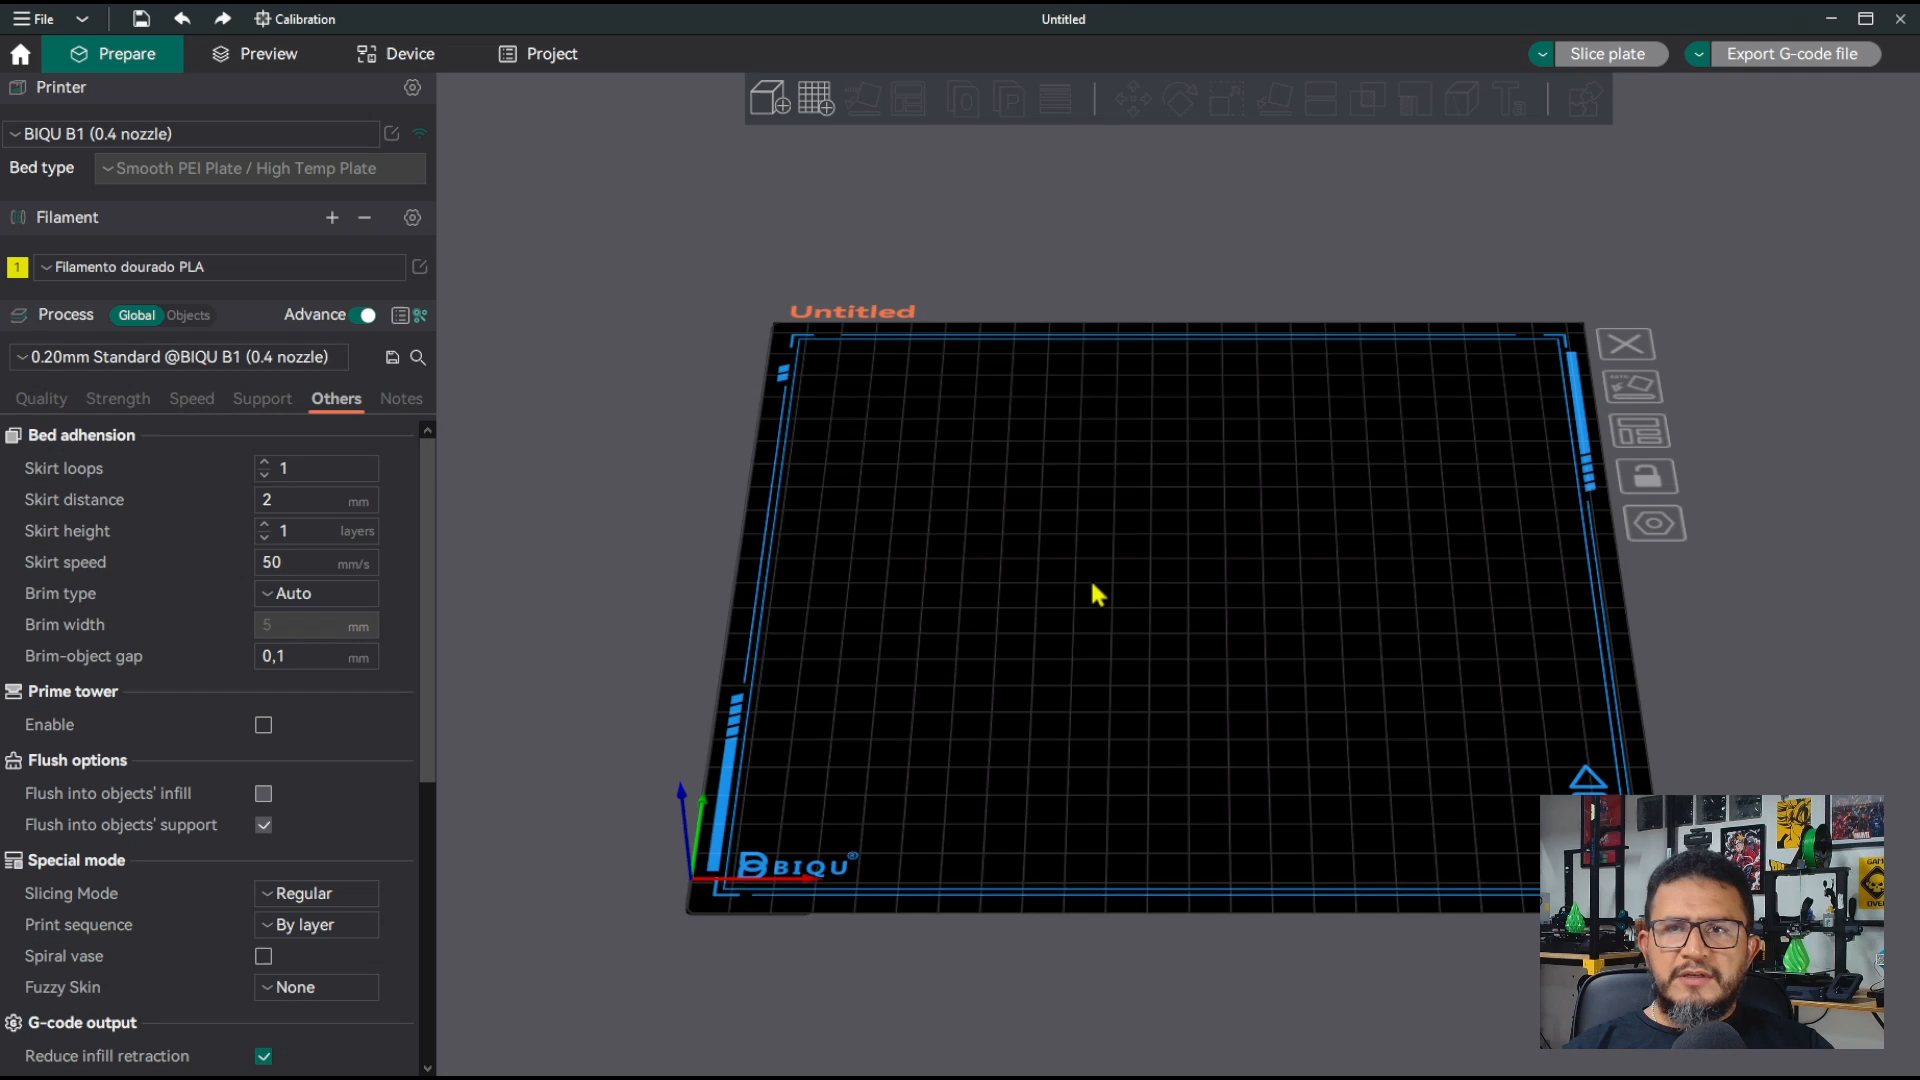 File
Calibration
Untitled
Prepare
Preview
Device
Project
Slice plate
Export G-code file
Printer
BIQU B1 (0.4 nozzle)
Bed type
Smooth PEI Plate / High Temp Plate
Filament
1
Filamento dourado PLA
Process
Global
Objects
Advance
0.20mm Standard @BIQU B1 (0.4 nozzle)
Quality
Strength
Speed
Support
Others
Notes
Bed adhension
Skirt loops
1
Skirt distance
2 mm
Skirt height
1 layers
Skirt speed
50 mm/s
Brim type
Auto
Brim width
5 mm
Brim-object gap
0,1 mm
Prime tower
Enable
Flush options
Flush into objects' infill
Flush into objects' support
Special mode
Slicing Mode
Regular
Print sequence
By layer
Spiral vase
Fuzzy Skin
None
G-code output
Reduce infill retraction
Untitled
BIQU®